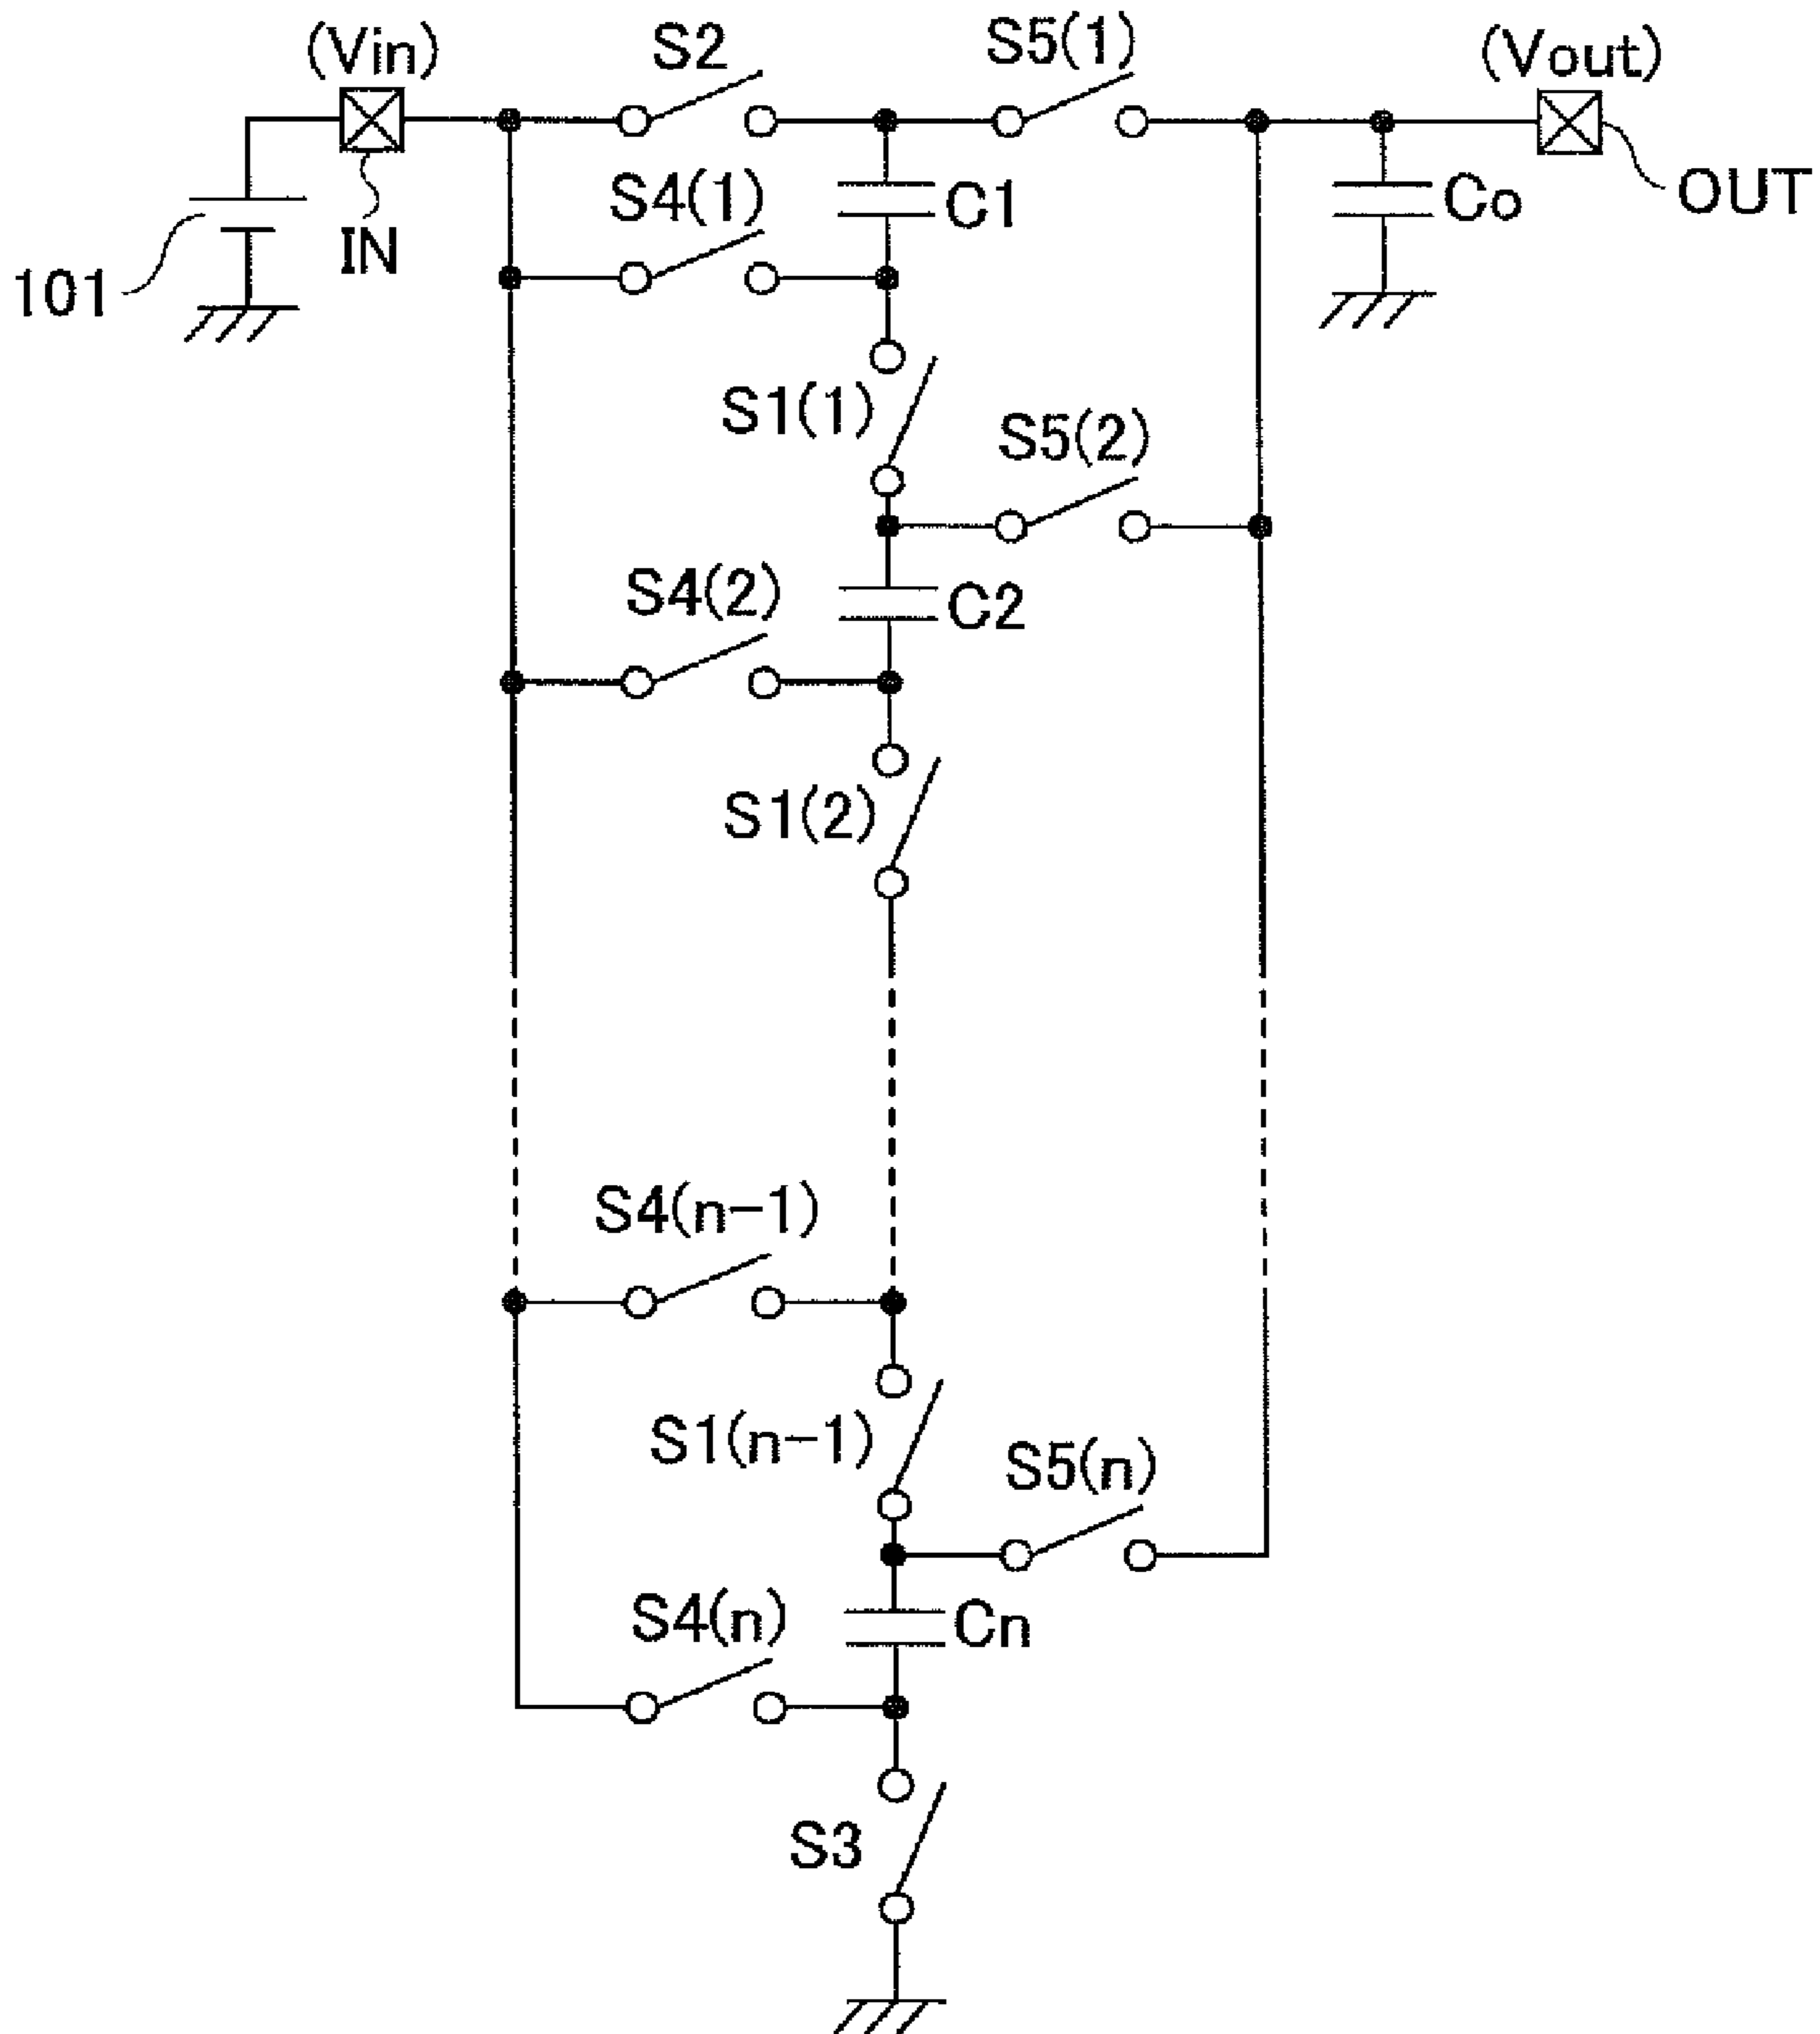 (Vin)
S2
S5(1)
(Vout)
S4(1)
C1
Co
OUT
IN
101
S1(1)
S5(2)
S4(2)
C2
S1(2)
S4(n-1)
S1(n-1)
S5(n)
S4(n)
Cn
S3